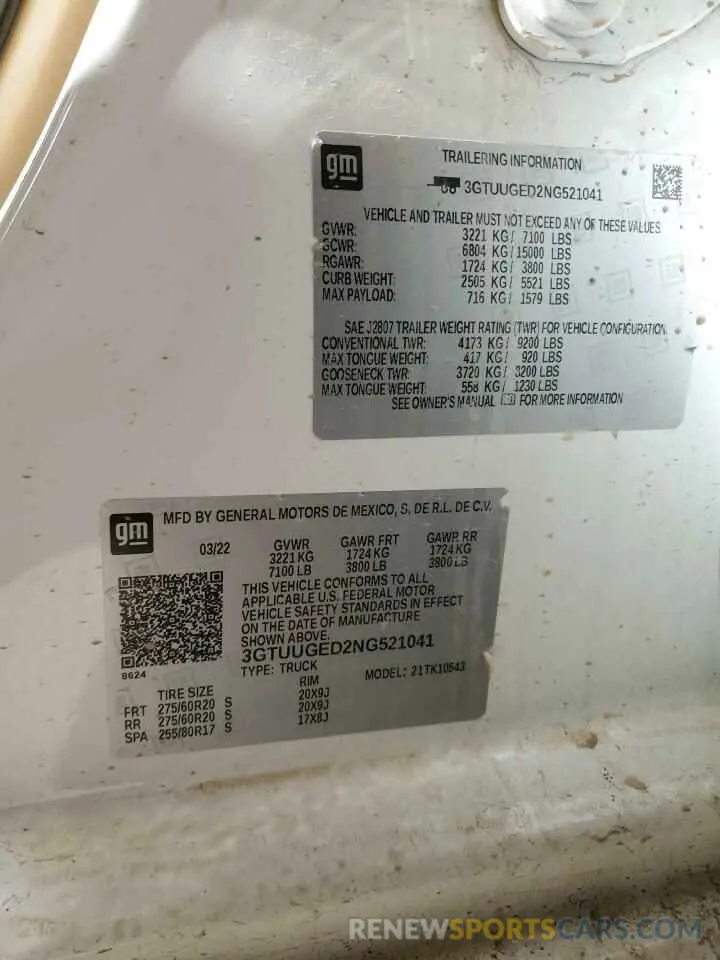 gm
TRAILERING INFORMATION
3GTUUGED2NG521041
VEHICLE AND TRAILER MUST NOT EXCEED ANY OF THESE VALUES
GVWR: 3221 KG/ 7100 LBS
GCWR: 6804 KG/15000 LBS
RGAWR: 1724 KG/ 3800 LBS
CURB WEIGHT: 2505 KG/ 5521 LBS
MAX PAYLOAD: 716 KG/ 1579 LBS
SAE J2807 TRAILER WEIGHT RATING (TWR) FOR VEHICLE CONFIGURATION
CONVENTIONAL TWR: 4173 KG/ 9200 LBS
MAX TONGUE WEIGHT: 417 KG/ 920 LBS
GOOSENECK TWR: 3720 KG/ 8200 LBS
MAX TONGUE WEIGHT: 558 KG/ 1230 LBS
SEE OWNER'S MANUAL FOR MORE INFORMATION
gm
MFD BY GENERAL MOTORS DE MEXICO, S. DE R.L. DE C.V.
03/22 GVWR GAWR FRT GAWR RR
3221 KG 1724 KG 1724 KG
7100 LB 3800 LB 3800 LB
THIS VEHICLE CONFORMS TO ALL
APPLICABLE U.S. FEDERAL MOTOR
VEHICLE SAFETY STANDARDS IN EFFECT
ON THE DATE OF MANUFACTURE
SHOWN ABOVE.
3GTUUGED2NG521041
8624 TYPE: TRUCK MODEL: 21TK10543
TIRE SIZE RIM
FRT 275/60R20 S 20X9J
RR 275/60R20 S 20X9J
SPA 255/80R17 S 17X8J
RENEWSPORTSCARS.COM